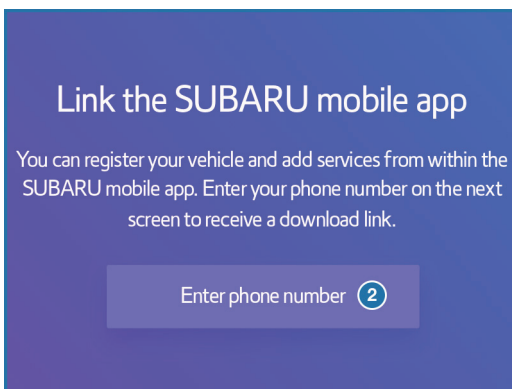 Link the SUBARU mobile app
You can register your vehicle and add services from within the
SUBARU mobile app. Enter your phone number on the next
screen to receive a download link.
Enter phone number 2